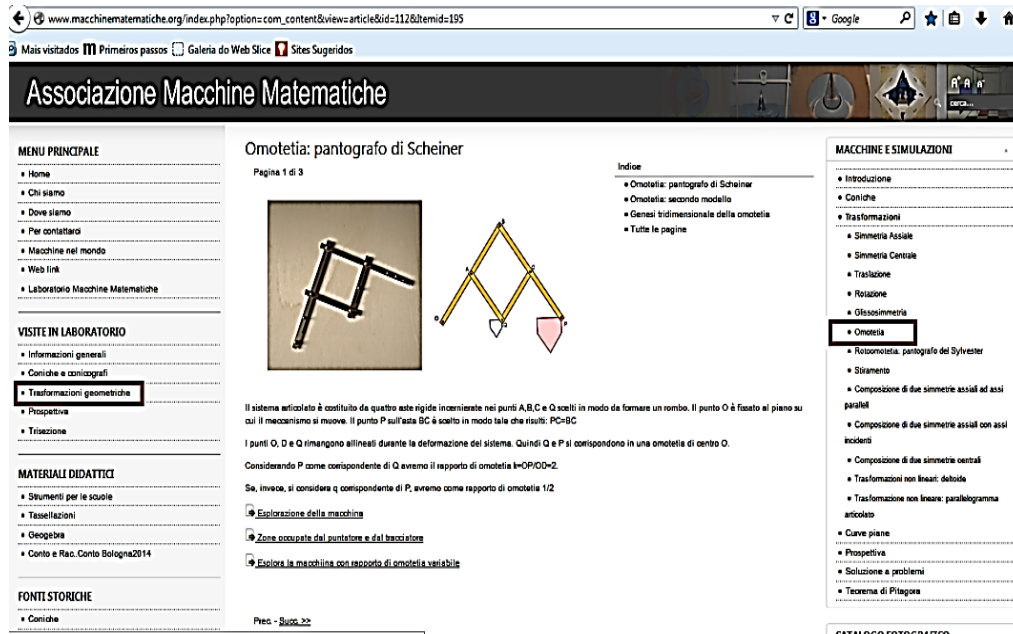 www.machinematematiche.org/index.php?option=com_content&view=article&id=112&Itemid=195
Google
Mais visitados
Primeiros passos
Galeria do Web Slice
Sites Sugeridos
Associazione Macchine Matematiche
A+ A A-
cerca...
MENU PRINCIPALE
Home
Chi siamo
Dove siamo
Per contattarci
Macchine nel mondo
Web link
Laboratorio Macchine Matematiche
VISITE IN LABORATORIO
Informazioni generali
Coniche e conicografi
Trasformazioni geometriche
Prospettiva
Trisezione
MATERIALI DIDATTICI
Strumenti per le scuole
Tassellazioni
Geogebra
Conto e Rac..Conto Bologna2014
FONTI STORICHE
Coniche
Omotetia: pantografo di Scheiner
Pagina 1 di 3
Indice
Omotetia: pantografo di Scheiner
Omotetia: secondo modello
Genesi tridimensionale della omotetia
Tutte le pagine
B
A
C
O
Q
P
Il sistema articolato è costituito da quattro aste rigide incernierate nei punti A,B,C e Q scelti in modo da formare un rombo. Il punto O è fissato al piano su
cui il meccanismo si muove. Il punto P sull'asta BC è scelto in modo tale che risulti: PC=BC
I punti O, D e Q rimangono allineati durante la deformazione del sistema. Quindi Q e P si corrispondono in una omotetia di centro O.
Considerando P come corrispondente di Q avremo il rapporto di omotetia k=OP/OD=2.
Se, invece, si considera q corrispondente di P, avremo come rapporto di omotetia 1/2
Esplorazione della macchina
Zone occupate dal puntatore e dal tracciatore
Esplora la macchiina con rapporto di omotetia variabile
Prec. - Succ. >>
MACCHINE E SIMULAZIONI
Introduzione
Coniche
Trasformazioni
Simmetria Assiale
Simmetria Centrale
Traslazione
Rotazione
Glissosimmetria
Omotetia
Rotoomotetia: pantografo del Sylvester
Stiramento
Composizione di due simmetrie assiali ad assi
paralleli
Composizione di due simmetrie assiali con assi
incidenti
Composizione di due simmetrie centrali
Trasformazioni non lineari: deltoide
Trasformazione non lineare: parallelogramma
articolato
Curve piane
Prospettiva
Soluzione a problemi
Teorema di Pitagora
CATALOGO FOTOGRAFICO